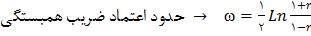 حدود اعتماد ضریب همبستگی → ω = 1/2 Ln (1+r)/(1−r)